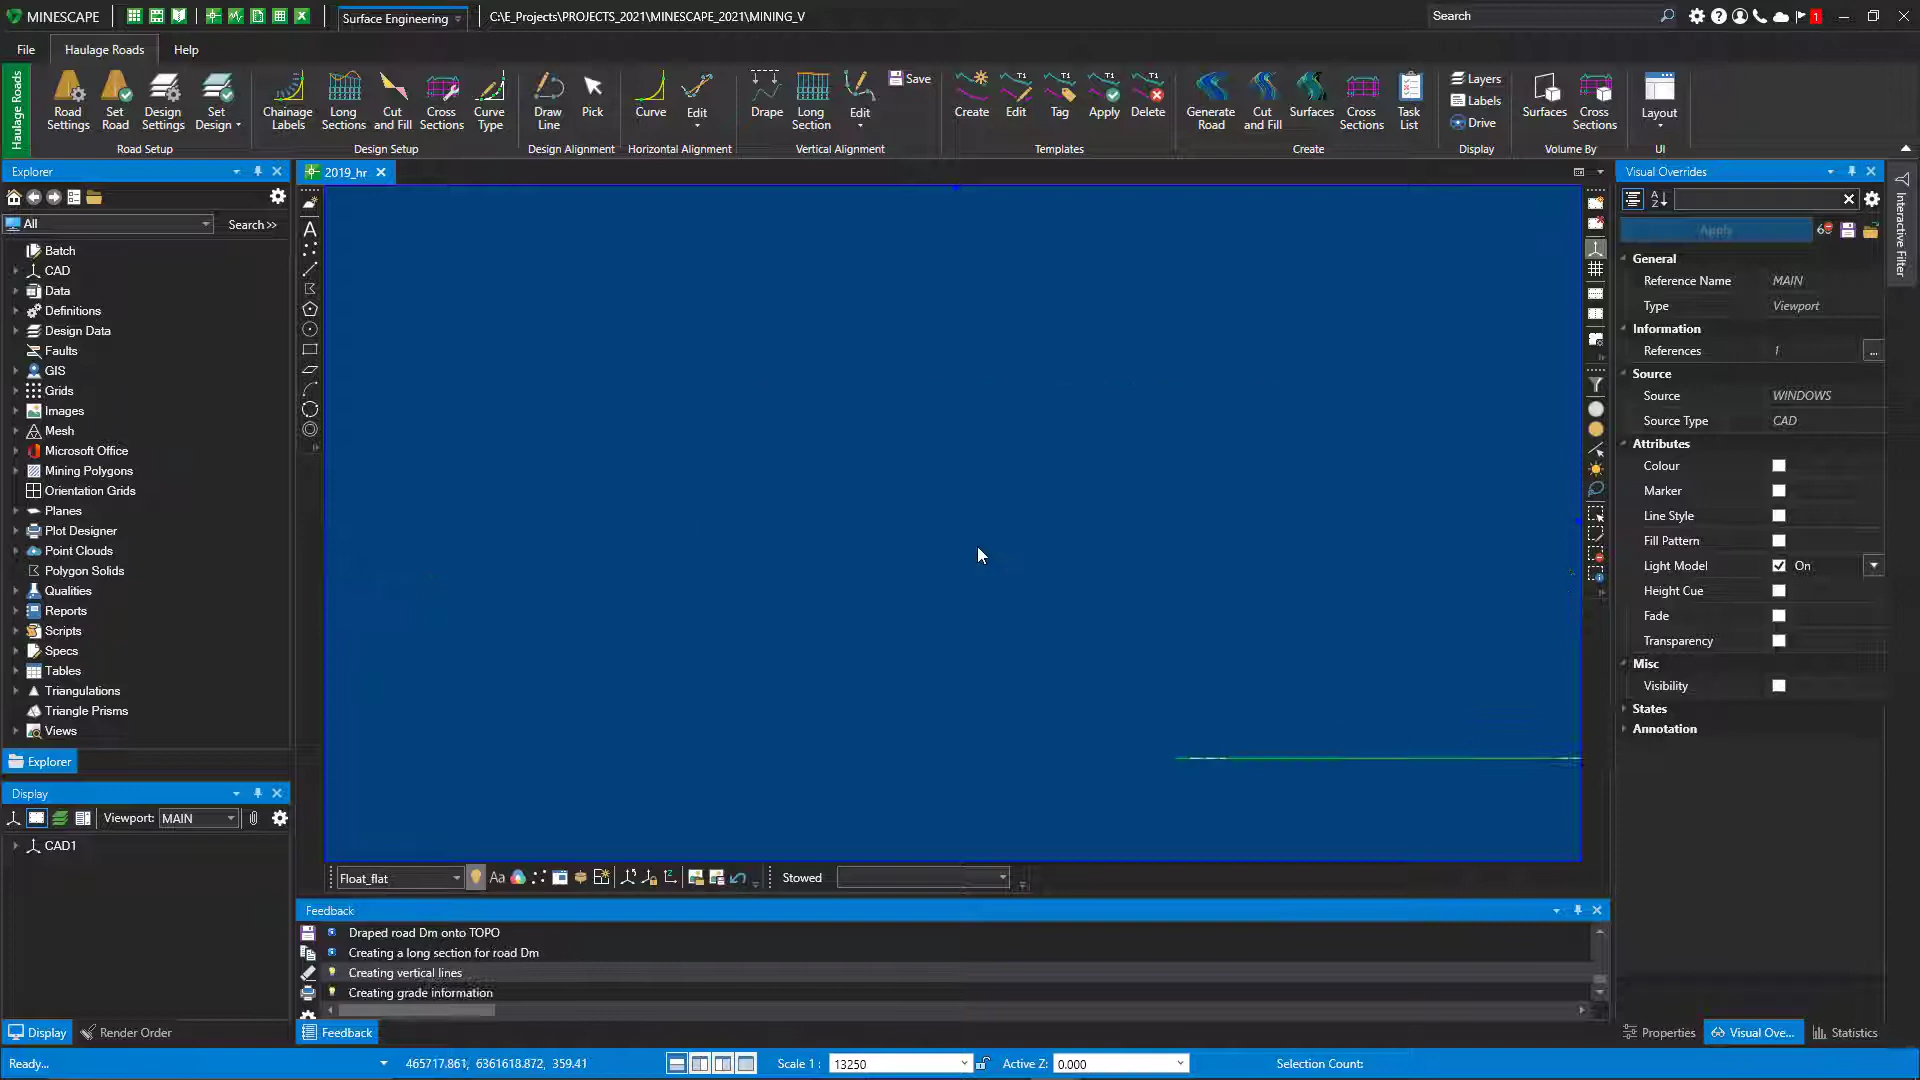 MINESCAPE
Surface Engineering
C:\E_Projects\PROJECTS_2021\MINESCAPE_2021\MINING_V
Search
1
File
Haulage Roads
Help
Haulage Roads
Road Settings
Set Road
Design Settings
Set Design
Road Setup
Chainage Labels
Long Sections
Cut and Fill
Cross Sections
Curve Type
Design Setup
Draw Line
Pick
Design Alignment
Curve
Edit
Horizontal Alignment
Drape
Long Section
Edit
Save
Vertical Alignment
Create
Edit
Tag
Apply
Delete
Templates
Generate Road
Cut and Fill
Surfaces
Cross Sections
Task List
Create
Layers
Labels
Drive
Display
Surfaces
Cross Sections
Volume By
Layout
UI
Explorer
All
Search>>
Batch
CAD
Data
Definitions
Design Data
Faults
GIS
Grids
Images
Mesh
Microsoft Office
Mining Polygons
Orientation Grids
Planes
Plot Designer
Point Clouds
Polygon Solids
Qualities
Reports
Scripts
Specs
Tables
Triangulations
Triangle Prisms
Views
Explorer
Display
Viewport: MAIN
CAD1
Display
Render Order
2019_hr
Float_flat
Aa
Stowed
Feedback
Draped road Dm onto TOPO
Creating a long section for road Dm
Creating vertical lines
Creating grade information
Feedback
Visual Overrides
Apply
General
Reference Name MAIN
Type Viewport
Information
References 1 ...
Source
Source WINDOWS
Source Type CAD
Attributes
Colour
Marker
Line Style
Fill Pattern
Light Model On
Height Cue
Fade
Transparency
Misc
Visibility
States
Annotation
Interactive Filter
Properties
Visual Ove...
Statistics
Ready...
465717.861; 6361618.872, 359.41
Scale 1 : 13250
Active Z: 0.000
Selection Count: